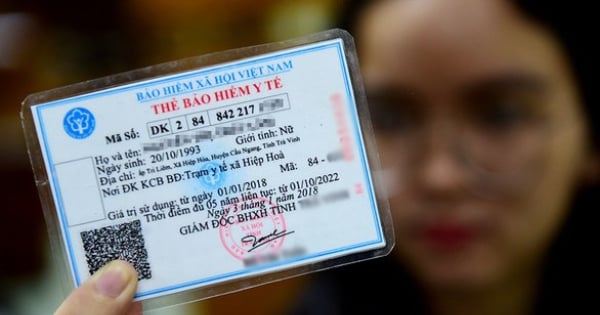 BẢO HIỂM XÃ HỘI VIỆT NAM
THẺ BẢO HIỂM Y TẾ
Mã Số: DK 2 84 842 217
Họ và tên:
Ngày sinh: 20/10/1993 Giới tính: Nữ
Địa chỉ: ấp Trì Liêm, Xã Hiệp Hòa, Huyện Cầu Ngang, Tỉnh Trà Vinh
Nơi ĐK KCB BĐ: Trạm y tế xã Hiệp Hoà Mã: 84 -
Giá trị sử dụng: từ ngày 01/01/2018
Thời điểm đủ 05 năm liên tục: từ 01/10/2022
Ngày 3 tháng 1 năm 2018
GIÁM ĐỐC BHXH TỈNH